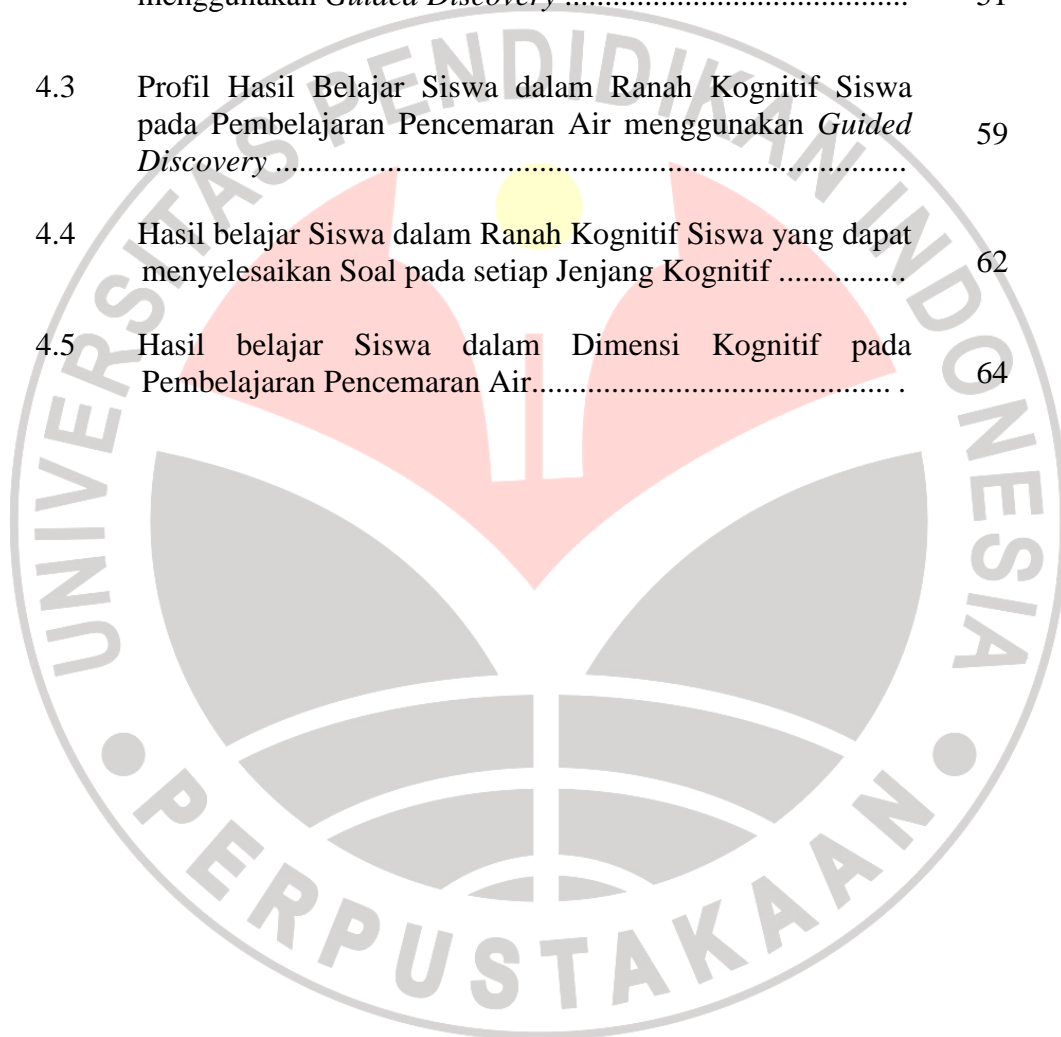 menggunakan Guided Discovery ........................................... 51
4.3 Profil Hasil Belajar Siswa dalam Ranah Kognitif Siswa
pada Pembelajaran Pencemaran Air menggunakan Guided
Discovery ............................................................................... 59
4.4 Hasil belajar Siswa dalam Ranah Kognitif Siswa yang dapat
menyelesaikan Soal pada setiap Jenjang Kognitif ................ 62
4.5 Hasil belajar Siswa dalam Dimensi Kognitif pada
Pembelajaran Pencemaran Air............................................. . 64
UNIVERSITAS PENDIDIKAN INDONESIA
PERPUSTAKAAN